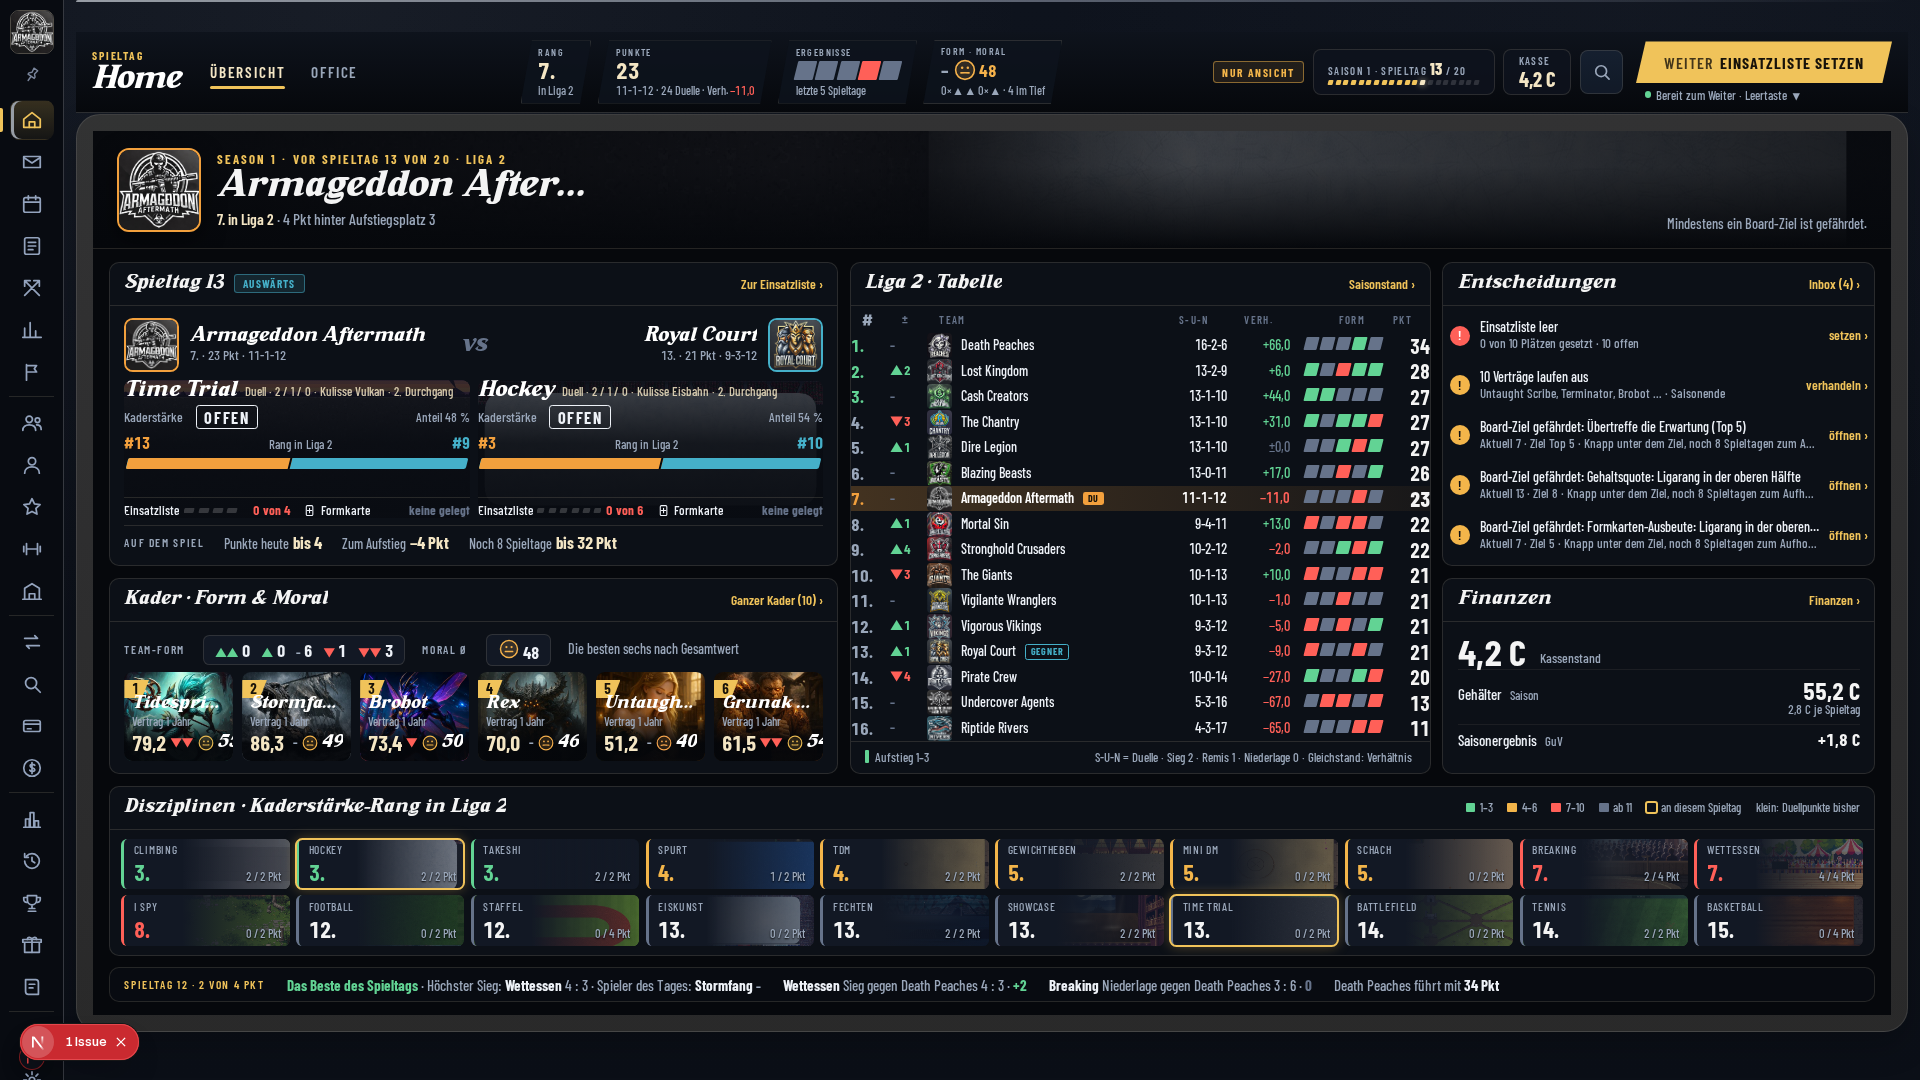 SPIELTAG
Home
ÜBERSICHT
OFFICE
RANG
7.
In Liga 2
PUNKTE
23
11-1-12 · 24 Duelle · Verh. −11,0
ERGEBNISSE
letzte 5 Spieltage
FORM · MORAL
– 48
0× ▲ ▲ 0× ▲ · 4 im Tief
NUR ANSICHT
SAISON 1 · SPIELTAG 13 / 20
KASSE
4,2 C
WEITER EINSATZLISTE SETZEN
Bereit zum Weiter · Leertaste ▼
SEASON 1 · VOR SPIELTAG 13 VON 20 · LIGA 2
Armageddon After...
7. in Liga 2 · 4 Pkt hinter Aufstiegsplatz 3
Mindestens ein Board-Ziel ist gefährdet.
Spieltag 13 AUSWÄRTS Zur Einsatzliste ›
Armageddon Aftermath
7. · 23 Pkt · 11-1-12
VS
Royal Court
13. · 21 Pkt · 9-3-12
Time Trial Duell · 2 / 1 / 0 · Kulisse Vulkan · 2. Durchgang
Kaderstärke OFFEN Anteil 48 %
#13 Rang in Liga 2 #9
Einsatzliste 0 von 4 Formkarte keine gelegt
Hockey Duell · 2 / 1 / 0 · Kulisse Eisbahn · 2. Durchgang
Kaderstärke OFFEN Anteil 54 %
#3 Rang in Liga 2 #10
Einsatzliste 0 von 6 Formkarte keine gelegt
AUF DEM SPIEL Punkte heute bis 4 Zum Aufstieg −4 Pkt Noch 8 Spieltage bis 32 Pkt
Kader · Form & Moral Ganzer Kader (10) ›
TEAM-FORM ▲▲ 0 ▲ 0 - 6 ▼ 1 ▼▼ 3 MORAL Ø 48 Die besten sechs nach Gesamtwert
1 Tidespri... Vertrag 1 Jahr 79,2 ▼▼
2 Stormfa... Vertrag 1 Jahr 86,3 - 49
3 Brobot Vertrag 1 Jahr 73,4 ▼ 50
4 Rex Vertrag 1 Jahr 70,0 - 46
5 Untaugh... Vertrag 1 Jahr 51,2 - 40
6 Grunak ... Vertrag 1 Jahr 61,5 ▼▼
Liga 2 · Tabelle Saisonstand ›
# ± TEAM S-U-N VERH. FORM PKT
1. - Death Peaches 16-2-6 +66,0 34
2. ▲2 Lost Kingdom 13-2-9 +6,0 28
3. - Cash Creators 13-1-10 +44,0 27
4. ▼3 The Chantry 13-1-10 +31,0 27
5. ▲1 Dire Legion 13-1-10 ±0,0 27
6. - Blazing Beasts 13-0-11 +17,0 26
7. - Armageddon Aftermath DU 11-1-12 −11,0 23
8. ▲1 Mortal Sin 9-4-11 +13,0 22
9. ▲4 Stronghold Crusaders 10-2-12 −2,0 22
10. ▼3 The Giants 10-1-13 +10,0 21
11. - Vigilante Wranglers 10-1-13 −1,0 21
12. ▲1 Vigorous Vikings 9-3-12 −5,0 21
13. ▲1 Royal Court GEGNER 9-3-12 −9,0 21
14. ▼4 Pirate Crew 10-0-14 −27,0 20
15. - Undercover Agents 5-3-16 −67,0 13
16. - Riptide Rivers 4-3-17 −65,0 11
Aufstieg 1–3 S-U-N = Duelle · Sieg 2 · Remis 1 · Niederlage 0 · Gleichstand: Verhältnis
Entscheidungen Inbox (4) ›
! Einsatzliste leer
0 von 10 Plätzen gesetzt · 10 offen
setzen ›
! 10 Verträge laufen aus
Untaught Scribe, Terminator, Brobot ... · Saisonende
verhandeln ›
! Board-Ziel gefährdet: Übertreffe die Erwartung (Top 5)
Aktuell 7 · Ziel Top 5 · Knapp unter dem Ziel, noch 8 Spieltagen zum A...
öffnen ›
! Board-Ziel gefährdet: Gehaltsquote: Ligarang in der oberen Hälfte
Aktuell 13 · Ziel 8 · Knapp unter dem Ziel, noch 8 Spieltagen zum Aufh...
öffnen ›
! Board-Ziel gefährdet: Formkarten-Ausbeute: Ligarang in der oberen...
Aktuell 7 · Ziel 5 · Knapp unter dem Ziel, noch 8 Spieltagen zum Aufho...
öffnen ›
Finanzen Finanzen ›
4,2 C Kassenstand
Gehälter Saison 55,2 C
2,8 C je Spieltag
Saisonergebnis GuV +1,8 C
Disziplinen · Kaderstärke-Rang in Liga 2 1–3 4–6 7–10 ab 11 an diesem Spieltag klein: Duellpunkte bisher
CLIMBING 3. 2 / 2 Pkt
HOCKEY 3. 2 / 2 Pkt
TAKESHI 3. 2 / 2 Pkt
SPURT 4. 1 / 2 Pkt
TDM 4. 2 / 2 Pkt
GEWICHTHEBEN 5. 2 / 2 Pkt
MINI DM 5. 0 / 2 Pkt
SCHACH 5. 0 / 2 Pkt
BREAKING 7. 2 / 4 Pkt
WETTESSEN 7. 4 / 4 Pkt
I SPY 8. 0 / 2 Pkt
FOOTBALL 12. 0 / 2 Pkt
STAFFEL 12. 0 / 4 Pkt
EISKUNST 13. 0 / 2 Pkt
FECHTEN 13. 2 / 2 Pkt
SHOWCASE 13. 2 / 2 Pkt
TIME TRIAL 13. 0 / 2 Pkt
BATTLEFIELD 14. 0 / 2 Pkt
TENNIS 14. 2 / 2 Pkt
BASKETBALL 15. 0 / 4 Pkt
SPIELTAG 12 · 2 VON 4 PKT Das Beste des Spieltags · Höchster Sieg: Wettessen 4 : 3 · Spieler des Tages: Stormfang – Wettessen Sieg gegen Death Peaches 4 : 3 · +2 Breaking Niederlage gegen Death Peaches 3 : 6 · 0 Death Peaches führt mit 34 Pkt
N 1 Issue